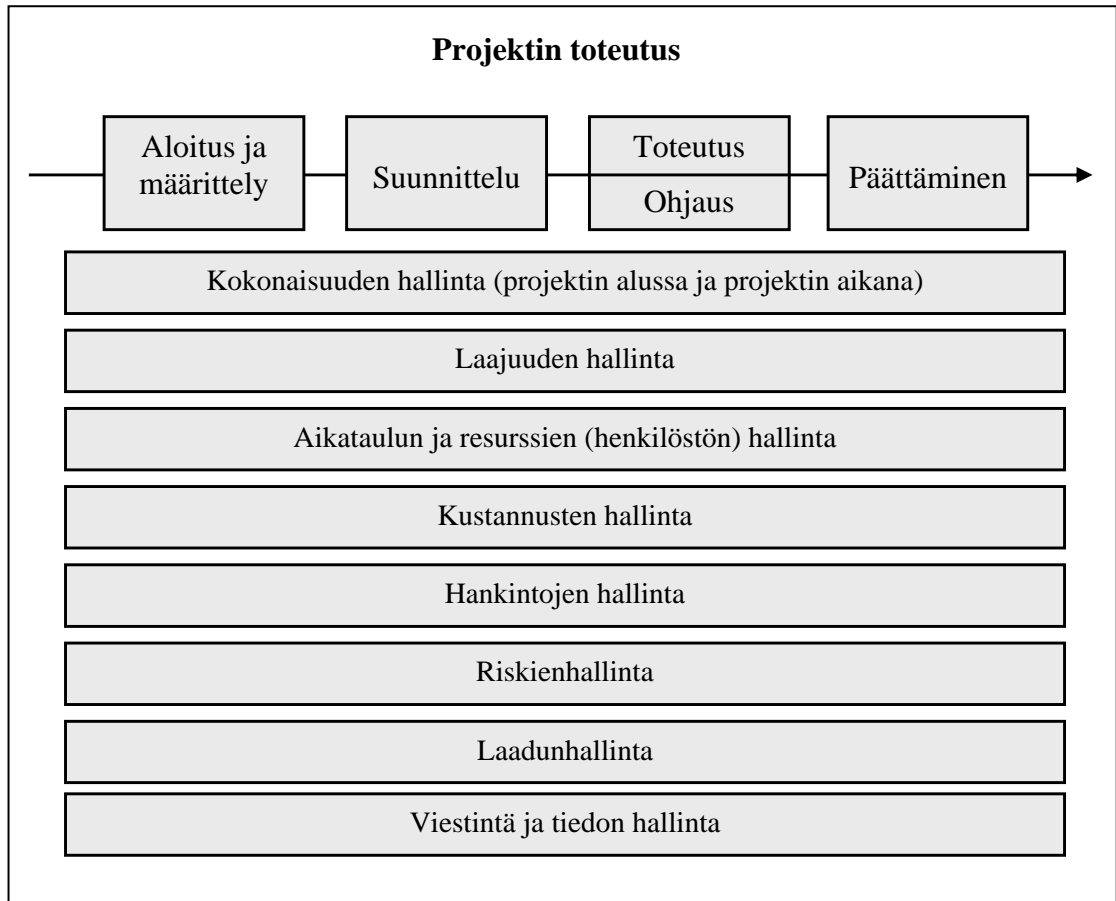 Projektin toteutus
Aloitus ja
määrittely
Suunnittelu
Toteutus
Ohjaus
Päättäminen
Kokonaisuuden hallinta (projektin alussa ja projektin aikana)
Laajuuden hallinta
Aikataulun ja resurssien (henkilöstön) hallinta
Kustannusten hallinta
Hankintojen hallinta
Riskienhallinta
Laadunhallinta
Viestintä ja tiedon hallinta